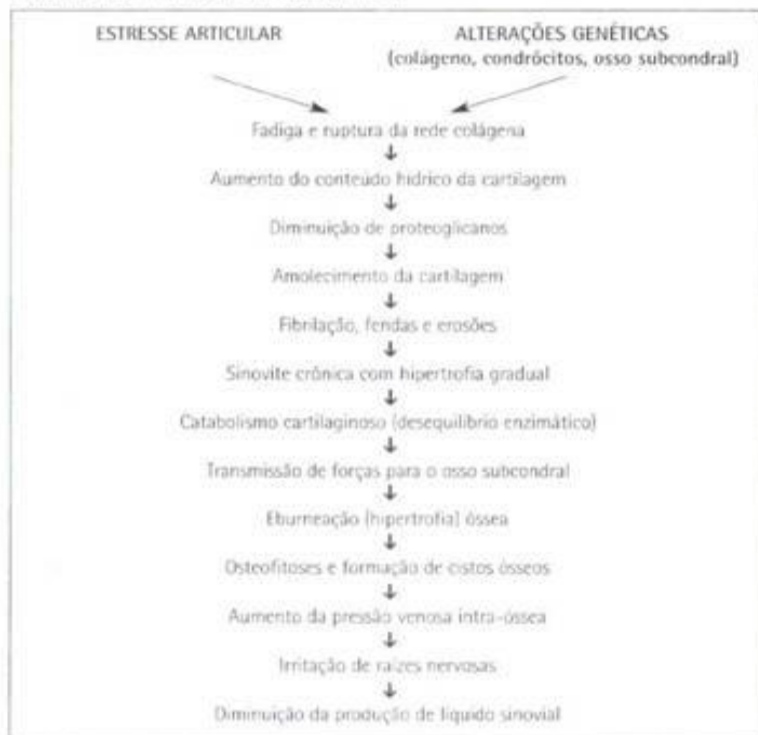 ESTRESSE ARTICULAR
ALTERAÇÕES GENÉTICAS
(colágeno, condrócitos, osso subcondral)
Fadiga e ruptura da rede colágena
Aumento do conteúdo hídrico da cartilagem
Diminuição de proteoglicanos
Amolecimento da cartilagem
Fibrilação, fendas e erosões
Sinovite crônica com hipertrofia gradual
Catabolismo cartilaginoso (desequilíbrio enzimático)
Transmissão de forças para o osso subcondral
Eburneação (hipertrofia) óssea
Osteofitoses e formação de cistos ósseos
Aumento da pressão venosa intra-óssea
Irritação de raízes nervosas
Diminuição da produção de líquido sinovial